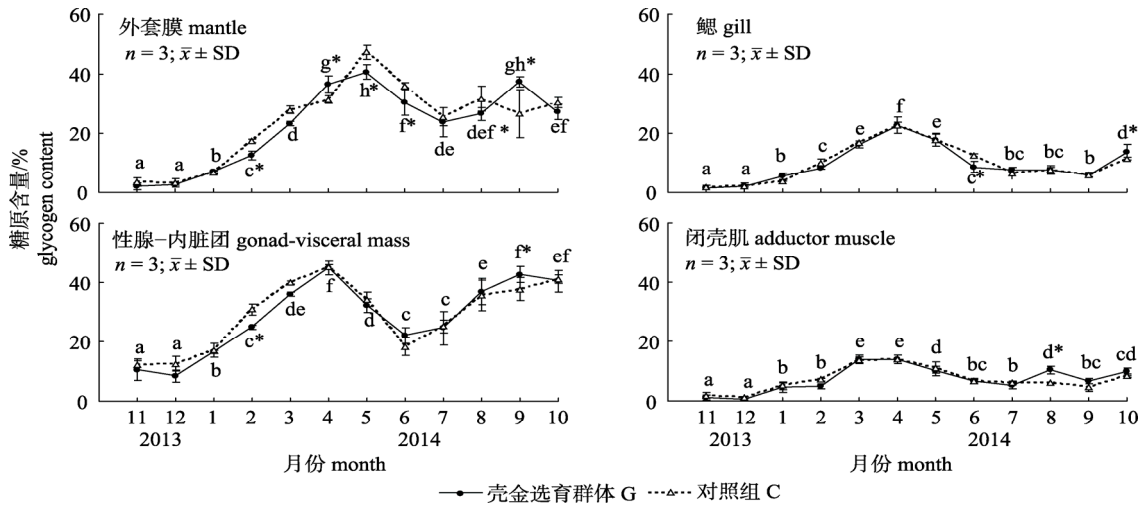 外套膜 mantle
n = 3; x̄ ± SD
60
40
20
0
a a b c* d g* h* f* de def * gh* ef
鳃 gill
n = 3; x̄ ± SD
60
40
20
0
a a b c e f e c* bc bc b d*
糖原含量/%
glycogen content
性腺–内脏团 gonad-visceral mass
n = 3; x̄ ± SD
60
40
20
0
a a b c* de f d c c e f* ef
11 12 1 2 3 4 5 6 7 8 9 10
2013 2014
月份 month
闭壳肌 adductor muscle
n = 3; x̄ ± SD
60
40
20
0
a a b b e e d bc b d* bc cd
11 12 1 2 3 4 5 6 7 8 9 10
2013 2014
月份 month
壳金选育群体 G 对照组 C